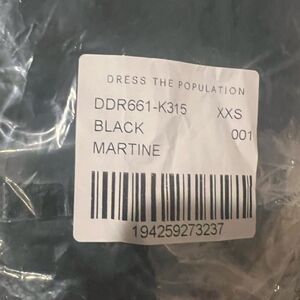 DRESS THE POPULATION
DDR661-K315 XXS
BLACK 001
MARTINE
194259273237